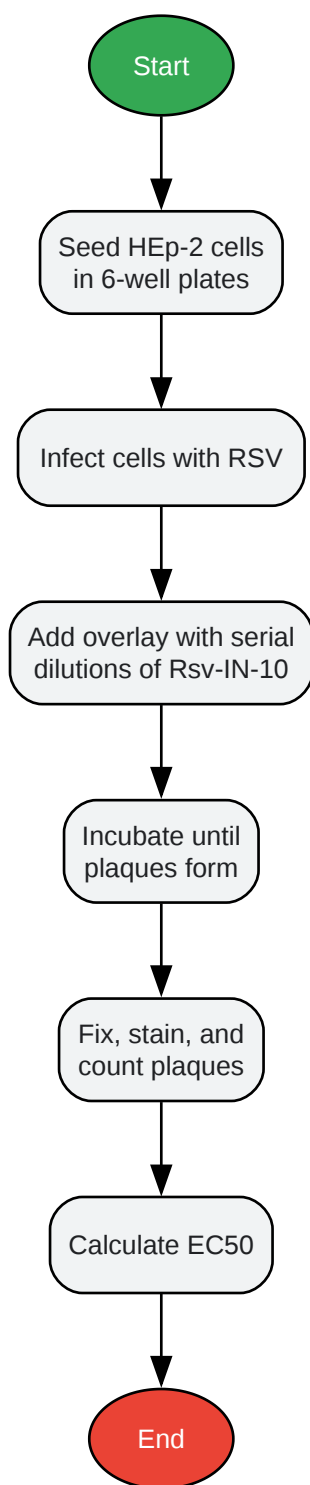 Start
Seed HEp-2 cells
in 6-well plates
Infect cells with RSV
Add overlay with serial
dilutions of Rsv-IN-10
Incubate until
plaques form
Fix, stain, and
count plaques
Calculate EC50
End